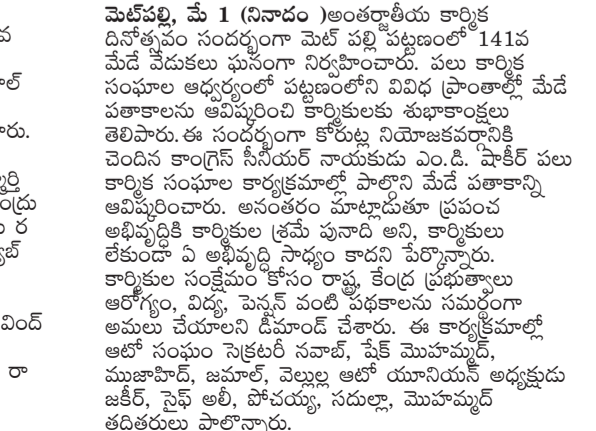 వ
మెట్‌పల్లి, మే 1 (నినాదం )అంతర్జాతీయ కార్మిక
దినోత్సవం సందర్భంగా మెట్ పల్లి పట్టణంలో 141వ
మేడే వేడుకలు ఘనంగా నిర్వహించారు. పలు కార్మిక
సంఘాల ఆధ్వర్యంలో పట్టణంలోని వివిధ ప్రాంతాల్లో మేడే
పతాకాలను ఆవిష్కరించి కార్మికులకు శుభాకాంక్షలు
తెలిపారు.ఈ సందర్భంగా కోరుట్ల నియోజకవర్గానికి
చెందిన కాంగ్రెస్ సీనియర్ నాయకుడు ఎం.డి. షాకీర్ పలు
కార్మిక సంఘాల కార్యక్రమాల్లో పాల్గొని మేడే పతాకాన్ని
ఆవిష్కరించారు. అనంతరం మాట్లాడుతూ ప్రపంచ
అభివృద్ధికి కార్మికుల శ్రమే పునాది అని, కార్మికులు
లేకుండా ఏ అభివృద్ధి సాధ్యం కాదని పేర్కొన్నారు.
కార్మికుల సంక్షేమం కోసం రాష్ట్ర, కేంద్ర ప్రభుత్వాలు
ఆరోగ్యం, విద్య, పెన్షన్ వంటి పథకాలను సమర్థంగా
అమలు చేయాలని డిమాండ్ చేశారు. ఈ కార్యక్రమాల్లో
ఆటో సంఘం సెక్రటరీ నవాబ్, షేక్ మొహమ్మద్,
ముజాహిద్, జమాల్, వెల్లుల్ల ఆటో యూనియన్ అధ్యక్షుడు
జకీర్, సైఫ్ అలీ, పోచయ్య, సదుల్లా, మొహమ్మద్
తదితరులు పాల్గొన్నారు.